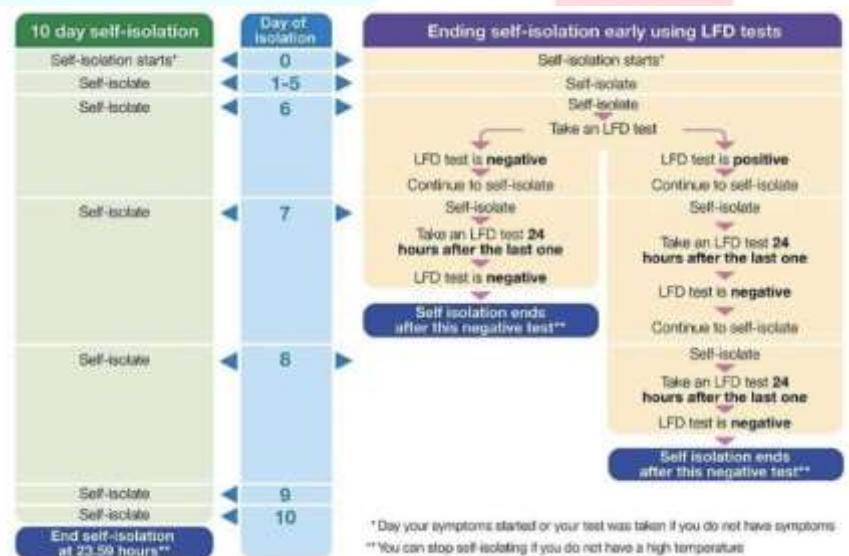 10 day self-isolation
Day of
isolation
Ending self-isolation early using LFD tests
Self-isolation starts*
0
Self-isolation starts*
Self-isolate
1-5
Self-isolate
Self-isolate
6
Self-isolate
Take an LFD test
LFD test is negative
LFD test is positive
Continue to self-isolate
Continue to self-isolate
Self-isolate
7
Self-isolate
Self-isolate
Take an LFD test 24
hours after the last one
Take an LFD test 24
hours after the last one
LFD test is negative
LFD test is negative
Self isolation ends
after this negative test**
Continue to self-isolate
Self-isolate
8
Self-isolate
Take an LFD test 24
hours after the last one
LFD test is negative
Self isolation ends
after this negative test**
Self-isolate
9
Self-isolate
10
End self-isolation
at 23.59 hours**
* Day your symptoms started or your test was taken if you do not have symptoms
** You can stop self-isolating if you do not have a high temperature